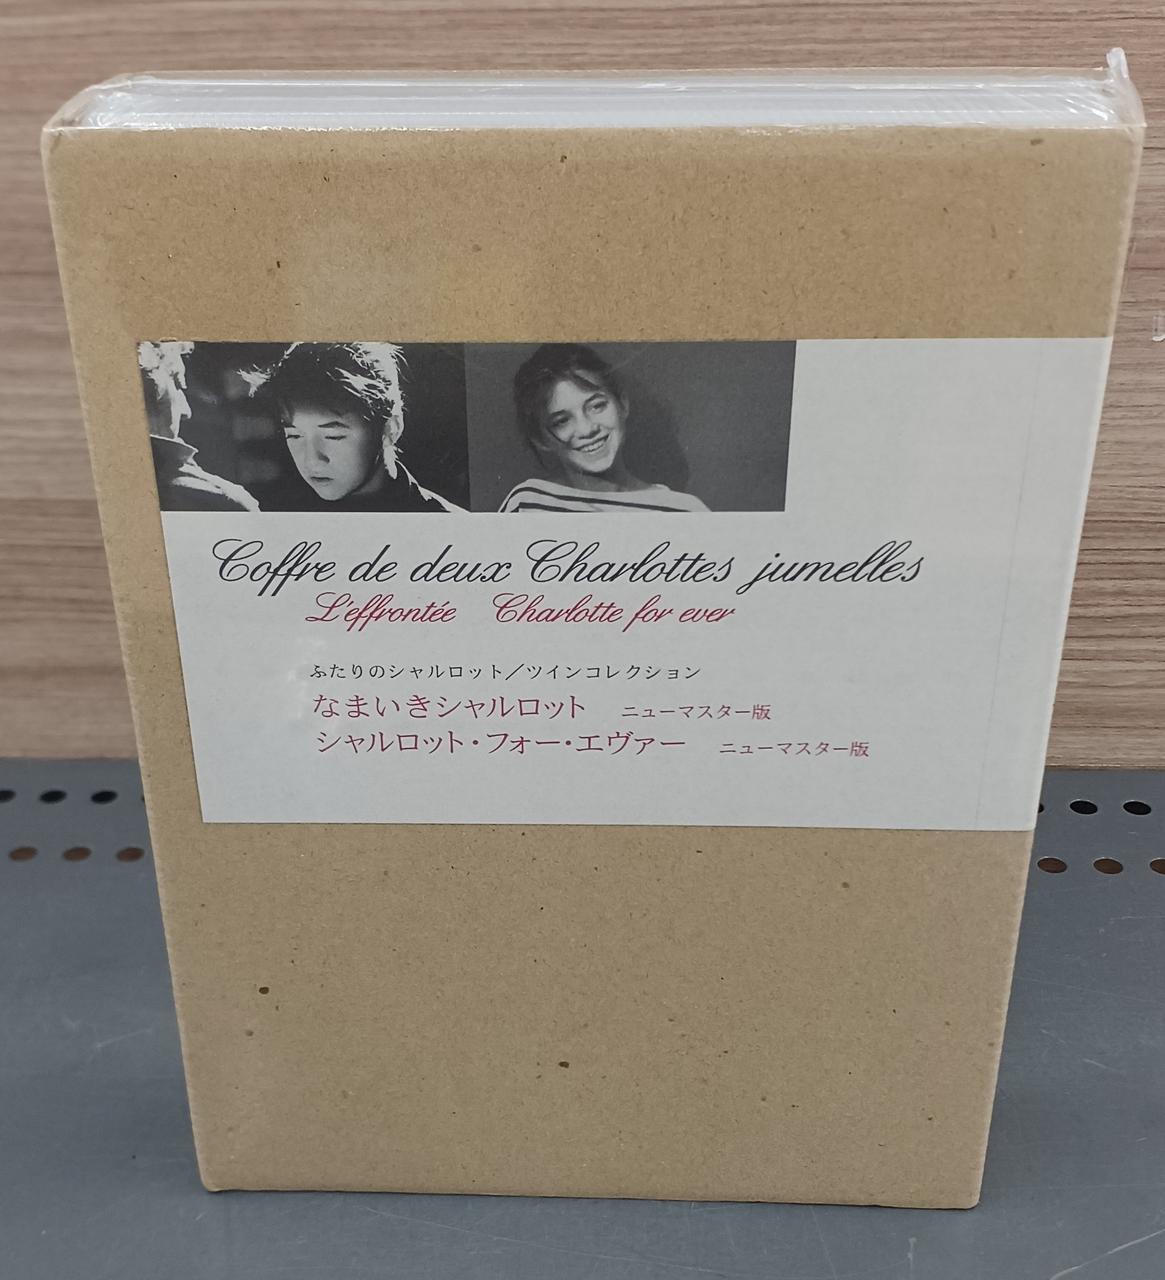 Coffre de deux Charlottes jumelles
L'effrontée Charlotte for ever
ふたりのシャルロット／ツインコレクション
なまいきシャルロット ニューマスター版
シャルロット・フォー・エヴァー ニューマスター版